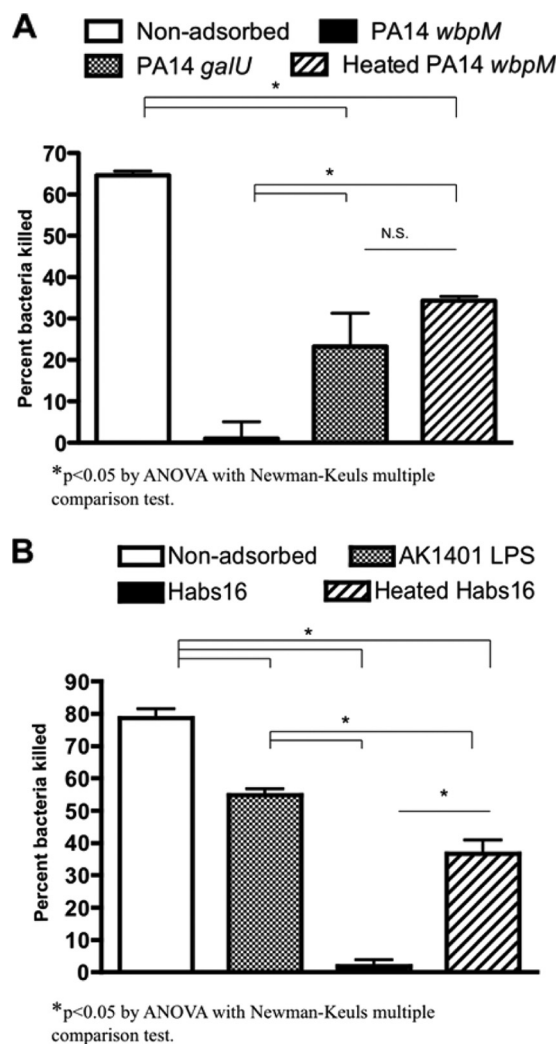 A
Non-adsorbed PA14 wbpM
PA14 galU Heated PA14 wbpM
*
*
N.S.
70
60
50
40
30
20
10
0
Percent bacteria killed
*p<0.05 by ANOVA with Newman-Keuls multiple
comparison test.
B
Non-adsorbed AK1401 LPS
Habs16 Heated Habs16
*
*
*
90
80
70
60
50
40
30
20
10
0
Percent bacteria killed
*p<0.05 by ANOVA with Newman-Keuls multiple
comparison test.